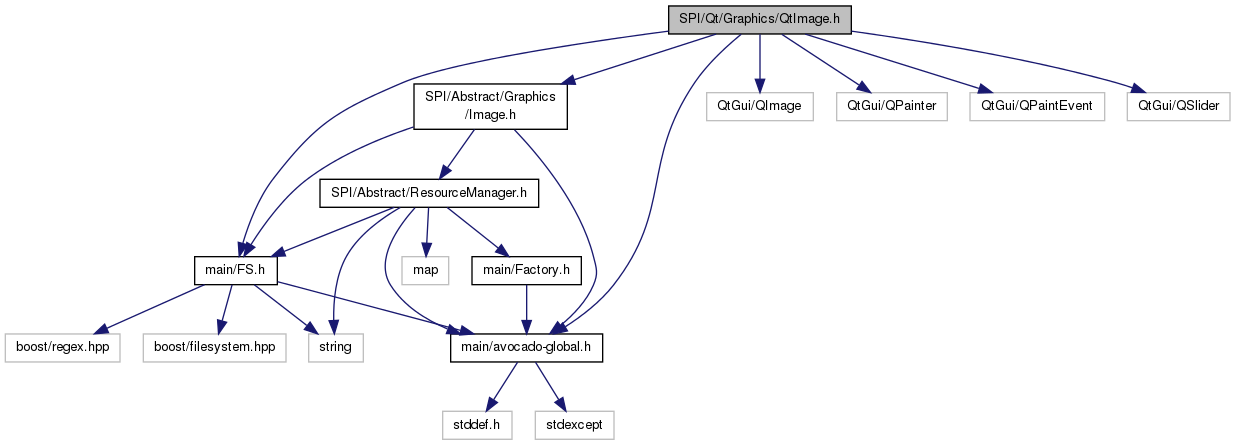 SPI/Qt/Graphics/QtImage.h
SPI/Abstract/Graphics
/Image.h
QtGui/QImage
QtGui/QPainter
QtGui/QPaintEvent
QtGui/QSlider
SPI/Abstract/ResourceManager.h
main/FS.h
map
main/Factory.h
boost/regex.hpp
boost/filesystem.hpp
string
main/avocado-global.h
stddef.h
stdexcept